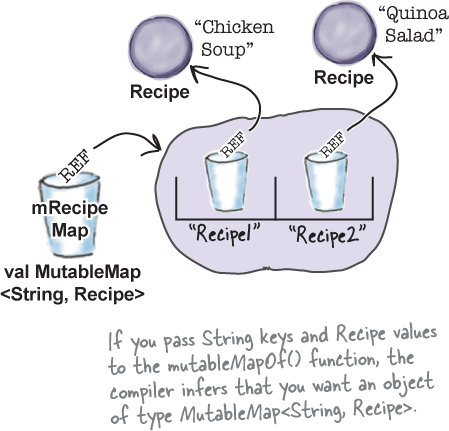 “Chicken
Soup”
Recipe
“Quinoa
Salad”
Recipe
REF
mRecipe
Map
val MutableMap
<String, Recipe>
REF
REF
“Recipe1”
“Recipe2”
If you pass String keys and Recipe values
to the mutableMapOf() function, the
compiler infers that you want an object
of type MutableMap<String, Recipe>.